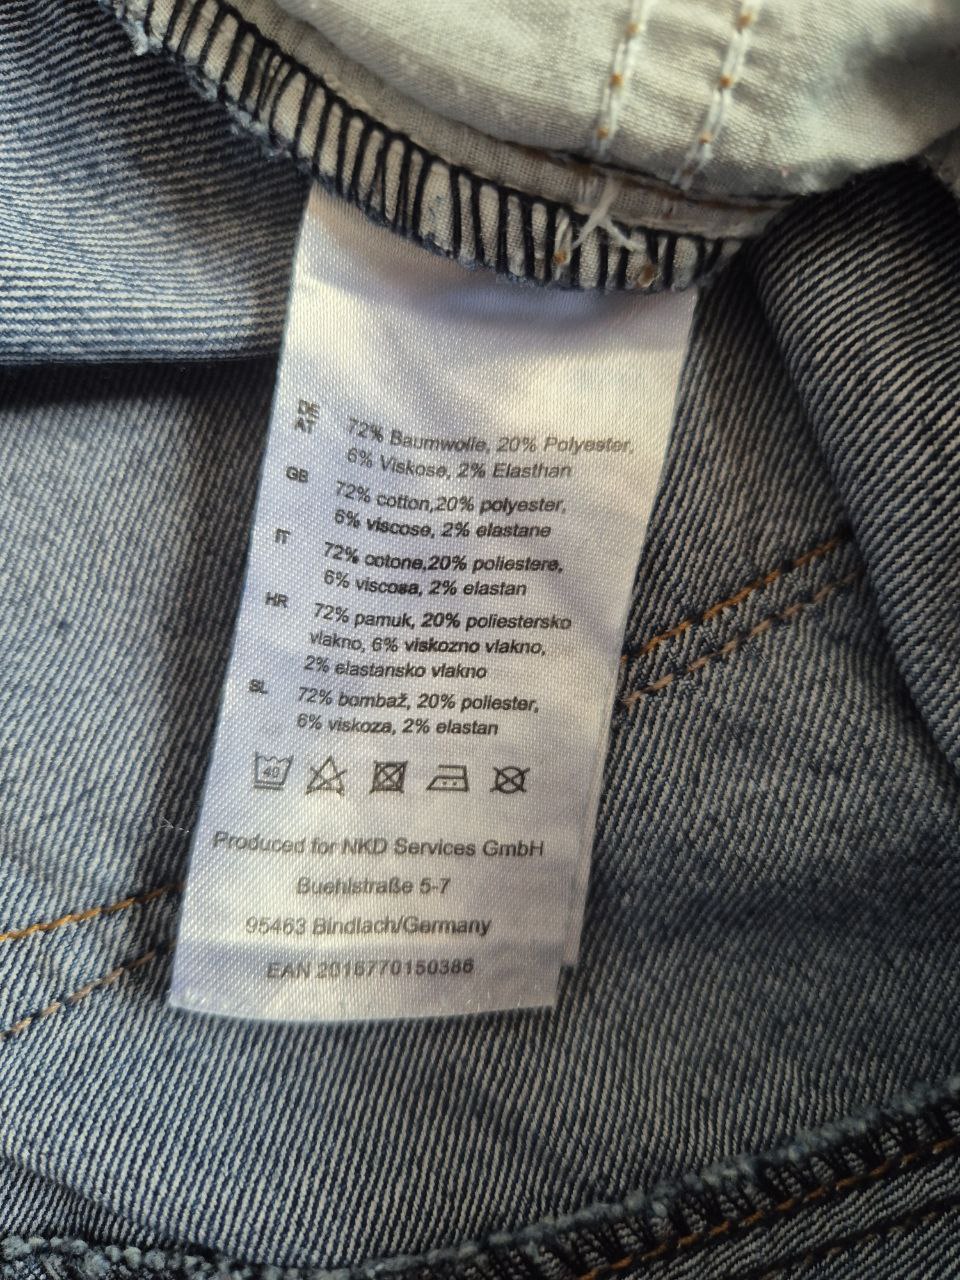 DE
AT
72% Baumwolle, 20% Polyester,
6% Viskose, 2% Elasthan
GB
72% cotton,20% polyester,
6% viscose, 2% elastane
IT
72% cotone,20% poliestere,
6% viscosa, 2% elastan
HR
72% pamuk, 20% poliestersko
vlakno, 6% viskozno vlakno,
2% elastansko vlakno
SL
72% bombaž, 20% poliester,
6% viskoza, 2% elastan
40
Produced for NKD Services GmbH
Buehlstraße 5-7
95463 Bindlach/Germany
EAN 2016770150386